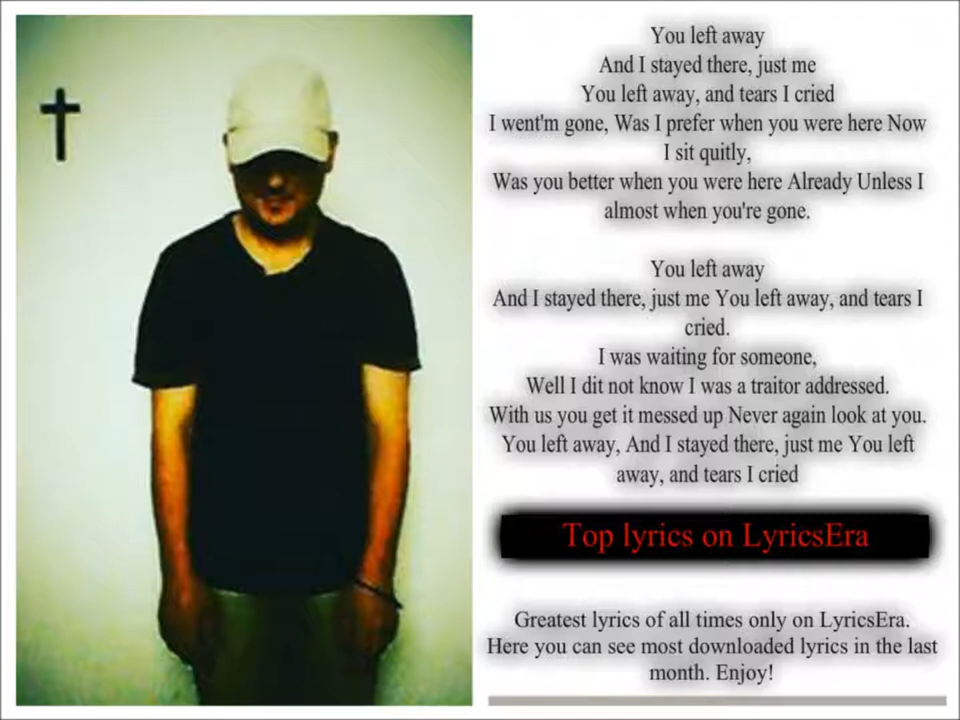 You left away
And I stayed there, just me
You left away, and tears I cried
I went'm gone, Was I prefer when you were here Now
I sit quitly,
Was you better when you were here Already Unless I
almost when you're gone.
You left away
And I stayed there, just me You left away, and tears I
cried.
I was waiting for someone,
Well I dit not know I was a traitor addressed.
With us you get it messed up Never again look at you.
You left away, And I stayed there, just me You left
away, and tears I cried
Top lyrics on LyricsEra
Greatest lyrics of all times only on LyricsEra.
Here you can see most downloaded lyrics in the last
month. Enjoy!